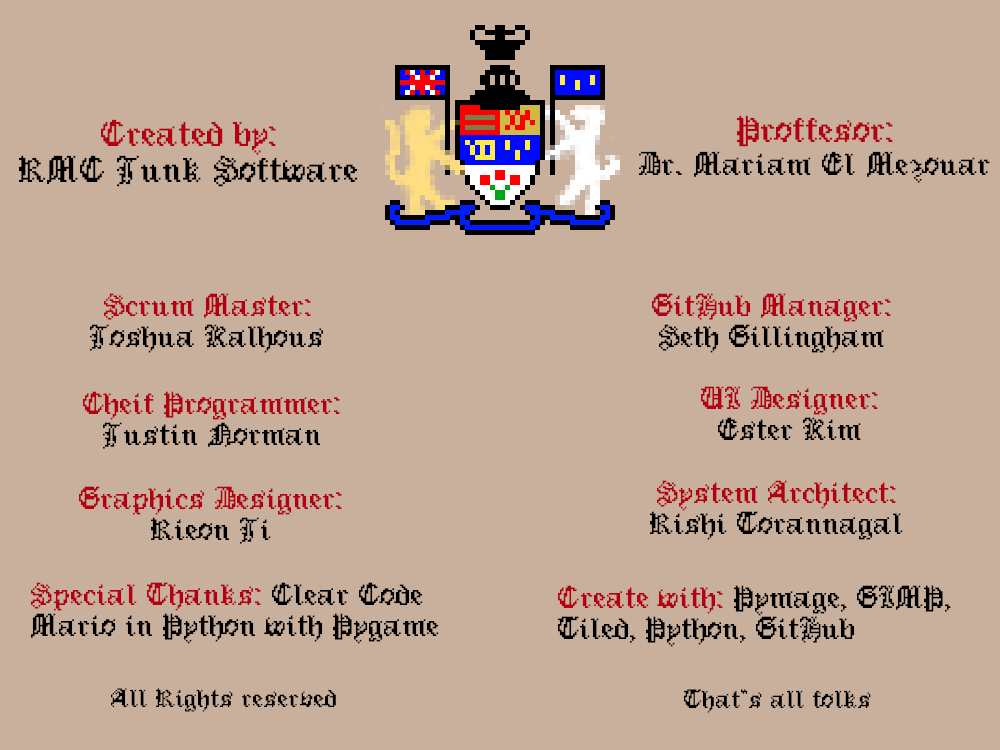 Created by:
RMC Junk Software
Proffesor:
Dr. Mariam El Mezouar
Scrum Master:
Joshua Kalhous
GitHub Manager:
Seth Gillingham
Cheif Programmer:
Justin Norman
UI Designer:
Ester Kim
Graphics Designer:
Kieon Ji
System Architect:
Rishi Torannagal
Special Thanks: Clear Code
Mario in Python with Pygame
Create with: Pymage, GIMP,
Tiled, Python, GitHub
All Rights reserved
That"s all folks